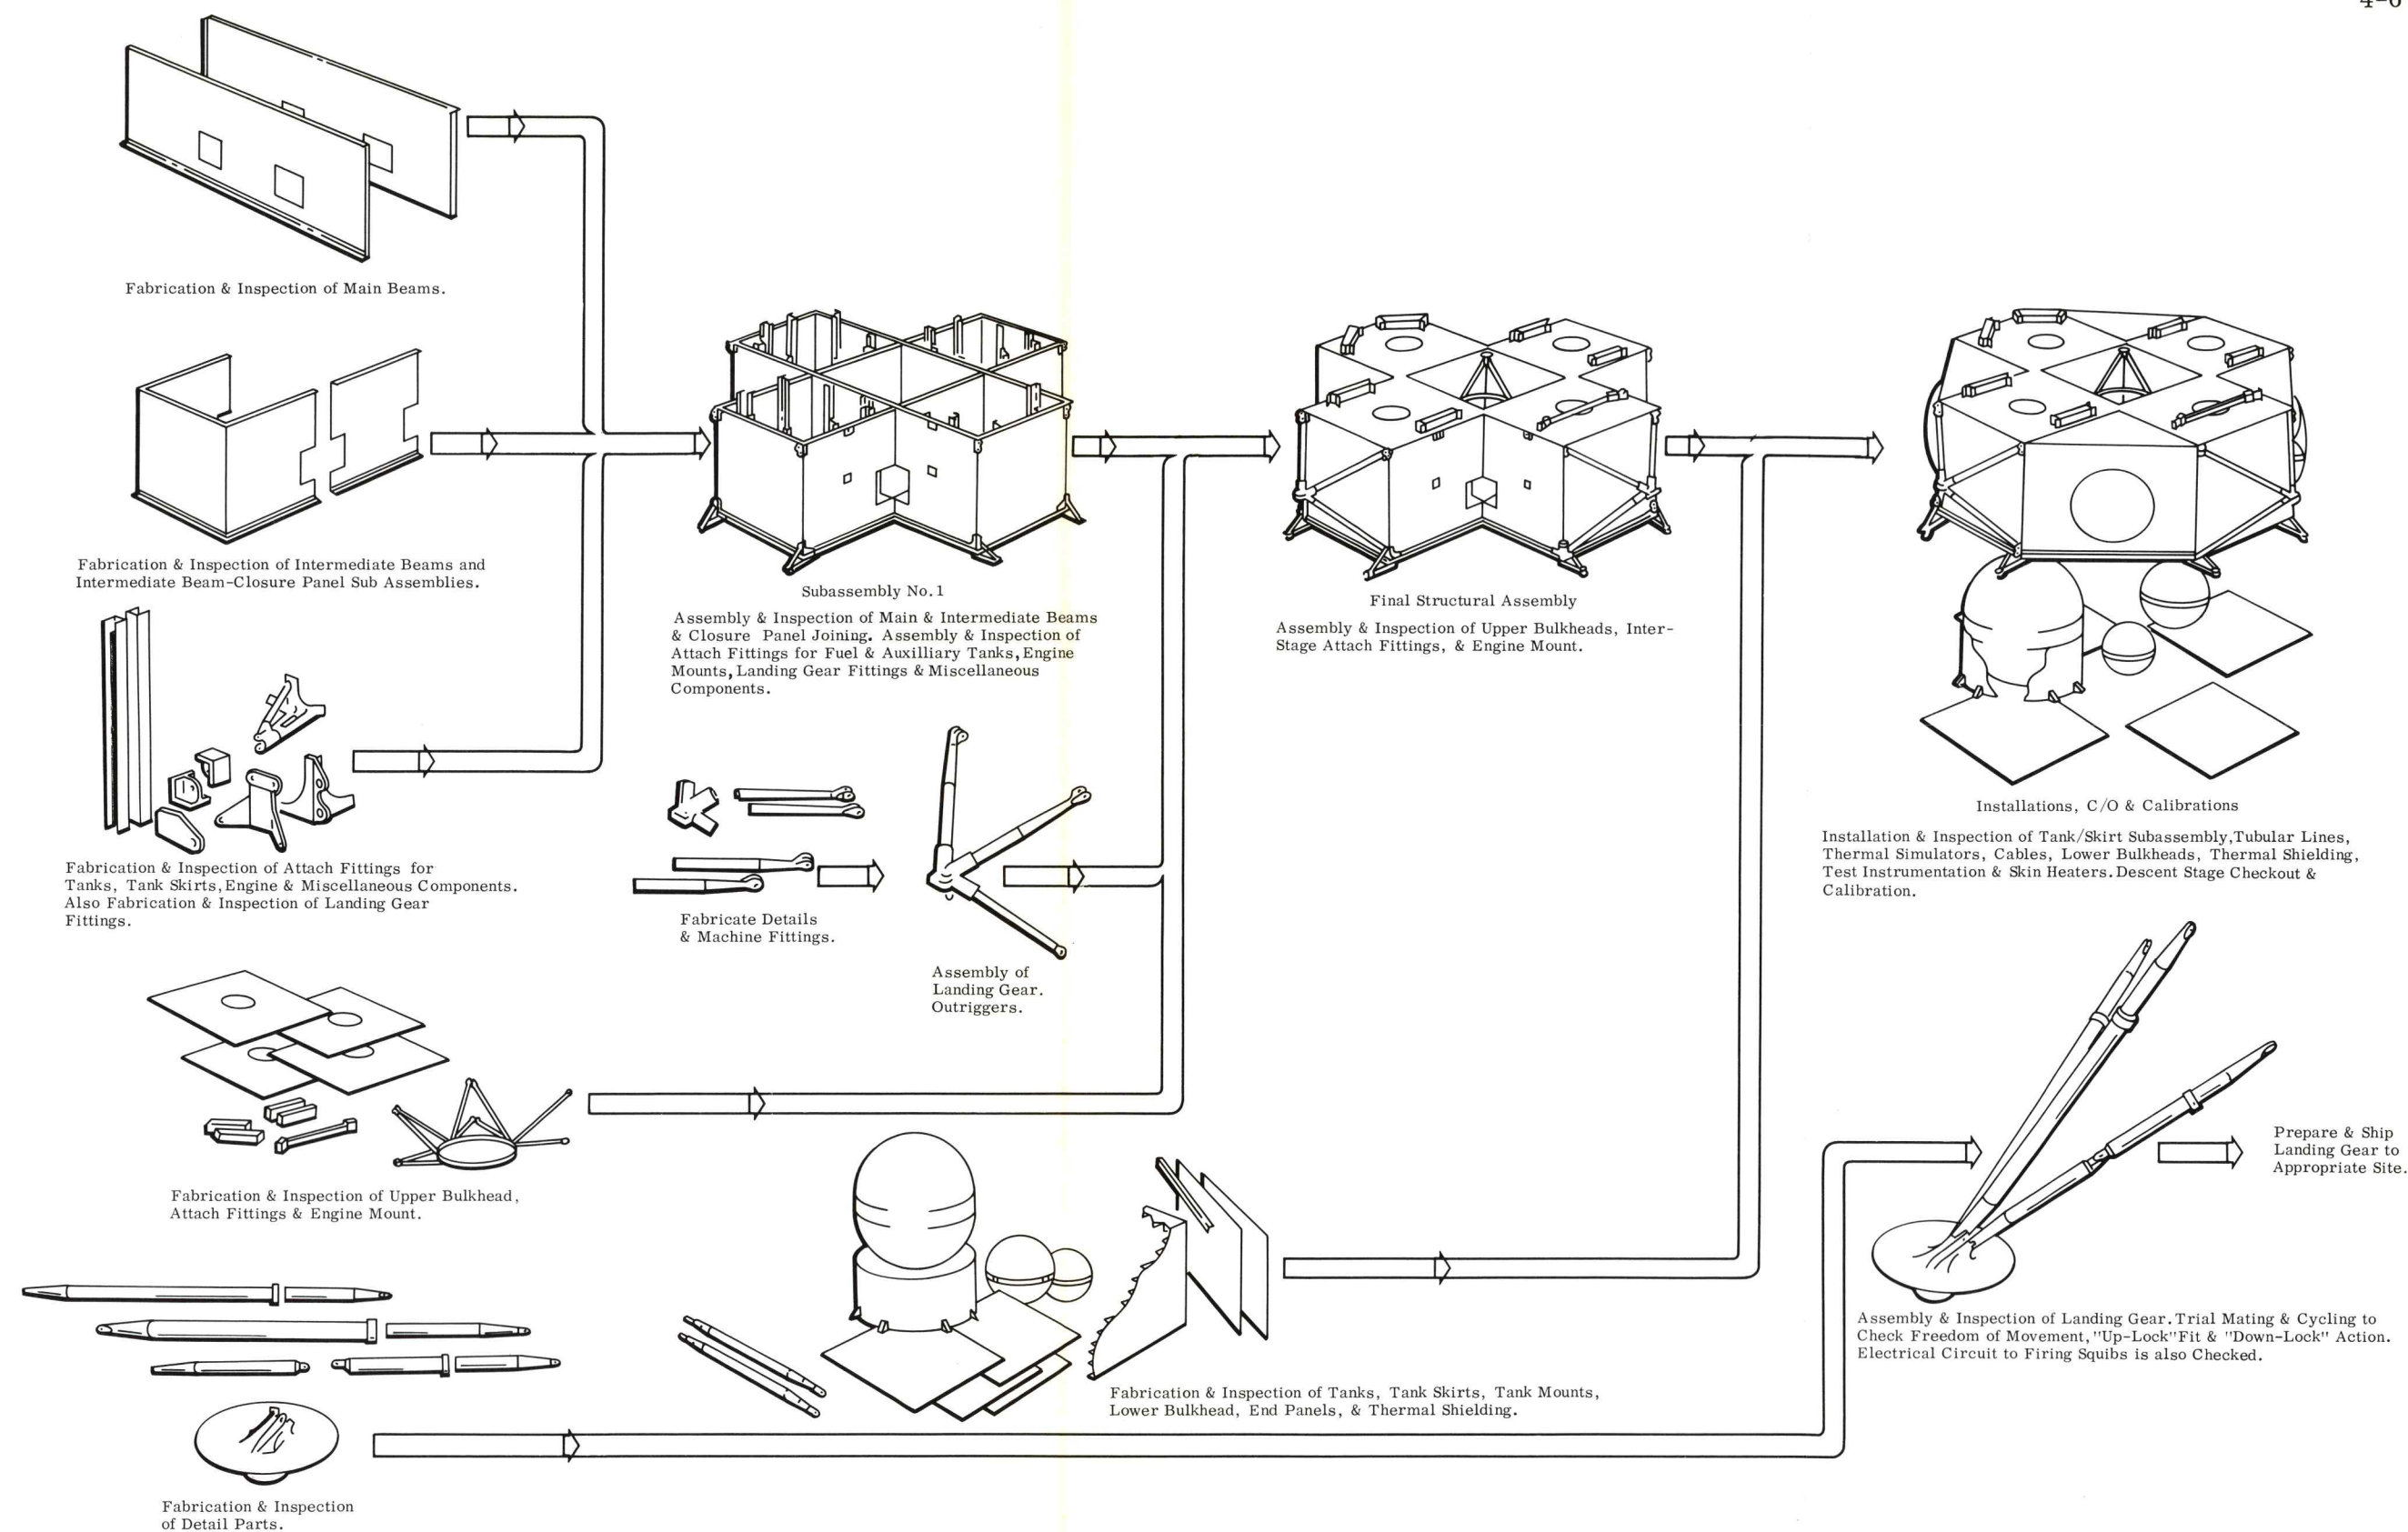 4-6
Fabrication & Inspection of Main Beams.
Fabrication & Inspection of Intermediate Beams and
Intermediate Beam-Closure Panel Sub Assemblies.
Fabrication & Inspection of Attach Fittings for
Tanks, Tank Skirts, Engine & Miscellaneous Components.
Also Fabrication & Inspection of Landing Gear
Fittings.
Subassembly No. 1
Assembly & Inspection of Main & Intermediate Beams
& Closure Panel Joining. Assembly & Inspection of
Attach Fittings for Fuel & Auxilliary Tanks, Engine
Mounts, Landing Gear Fittings & Miscellaneous
Components.
Fabricate Details
& Machine Fittings.
Assembly of
Landing Gear.
Outriggers.
Final Structural Assembly
Assembly & Inspection of Upper Bulkheads, Inter-
Stage Attach Fittings, & Engine Mount.
Installations, C/O & Calibrations
Installation & Inspection of Tank/Skirt Subassembly, Tubular Lines,
Thermal Simulators, Cables, Lower Bulkheads, Thermal Shielding,
Test Instrumentation & Skin Heaters. Descent Stage Checkout &
Calibration.
Fabrication & Inspection of Upper Bulkhead,
Attach Fittings & Engine Mount.
Prepare & Ship
Landing Gear to
Appropriate Site.
Assembly & Inspection of Landing Gear. Trial Mating & Cycling to
Check Freedom of Movement, "Up-Lock" Fit & "Down-Lock" Action.
Electrical Circuit to Firing Squibs is also Checked.
Fabrication & Inspection of Tanks, Tank Skirts, Tank Mounts,
Lower Bulkhead, End Panels, & Thermal Shielding.
Fabrication & Inspection
of Detail Parts.